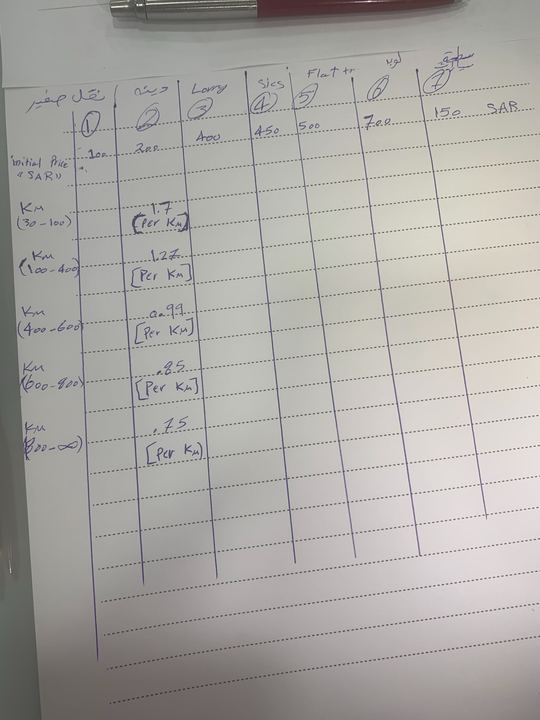 نقل صغير دينه Lorry Sics Flat tr لوبد سطحة
1 2 3 4 5 6 7
initial Price 100 200 400 450 500 700 150 SAR
"SAR"
KM 1.7
(30-100) [Per KM]
KM 1.27
(100-400) [Per KM]
KM 0.99
(400-600) [Per KM]
KM .85
(600-800) [Per KM]
KM .75
(800-∞) [Per KM]